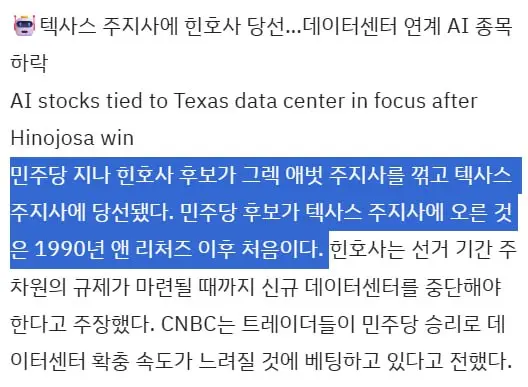 텍사스 주지사에 힌호사 당선...데이터센터 연계 AI 종목
하락
AI stocks tied to Texas data center in focus after
Hinojosa win
민주당 지나 힌호사 후보가 그렉 애벗 주지사를 꺾고 텍사스
주지사에 당선됐다. 민주당 후보가 텍사스 주지사에 오른 것
은 1990년 앤 리처즈 이후 처음이다. 힌호사는 선거 기간 주
차원의 규제가 마련될 때까지 신규 데이터센터를 중단해야
한다고 주장했다. CNBC는 트레이더들이 민주당 승리로 데
이터센터 확충 속도가 느려질 것에 베팅하고 있다고 전했다.